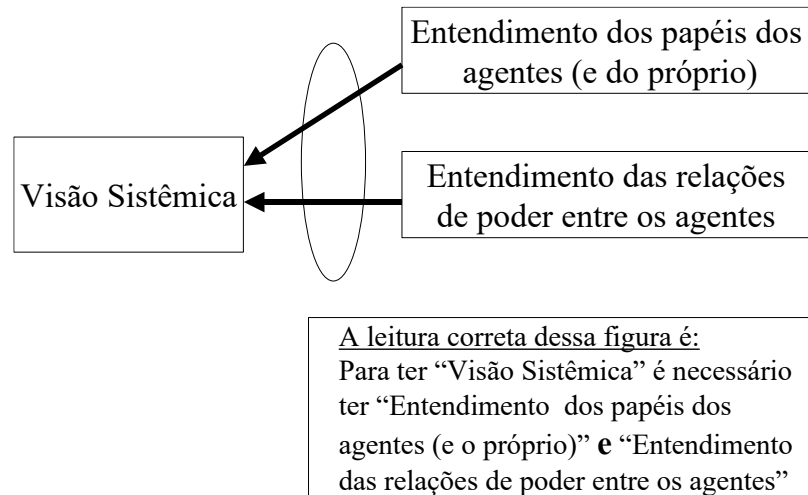 Entendimento dos papéis dos
agentes (e do próprio)
Visão Sistêmica
Entendimento das relações
de poder entre os agentes
A leitura correta dessa figura é:
Para ter “Visão Sistêmica” é necessário
ter “Entendimento dos papéis dos
agentes (e o próprio)” e “Entendimento
das relações de poder entre os agentes”